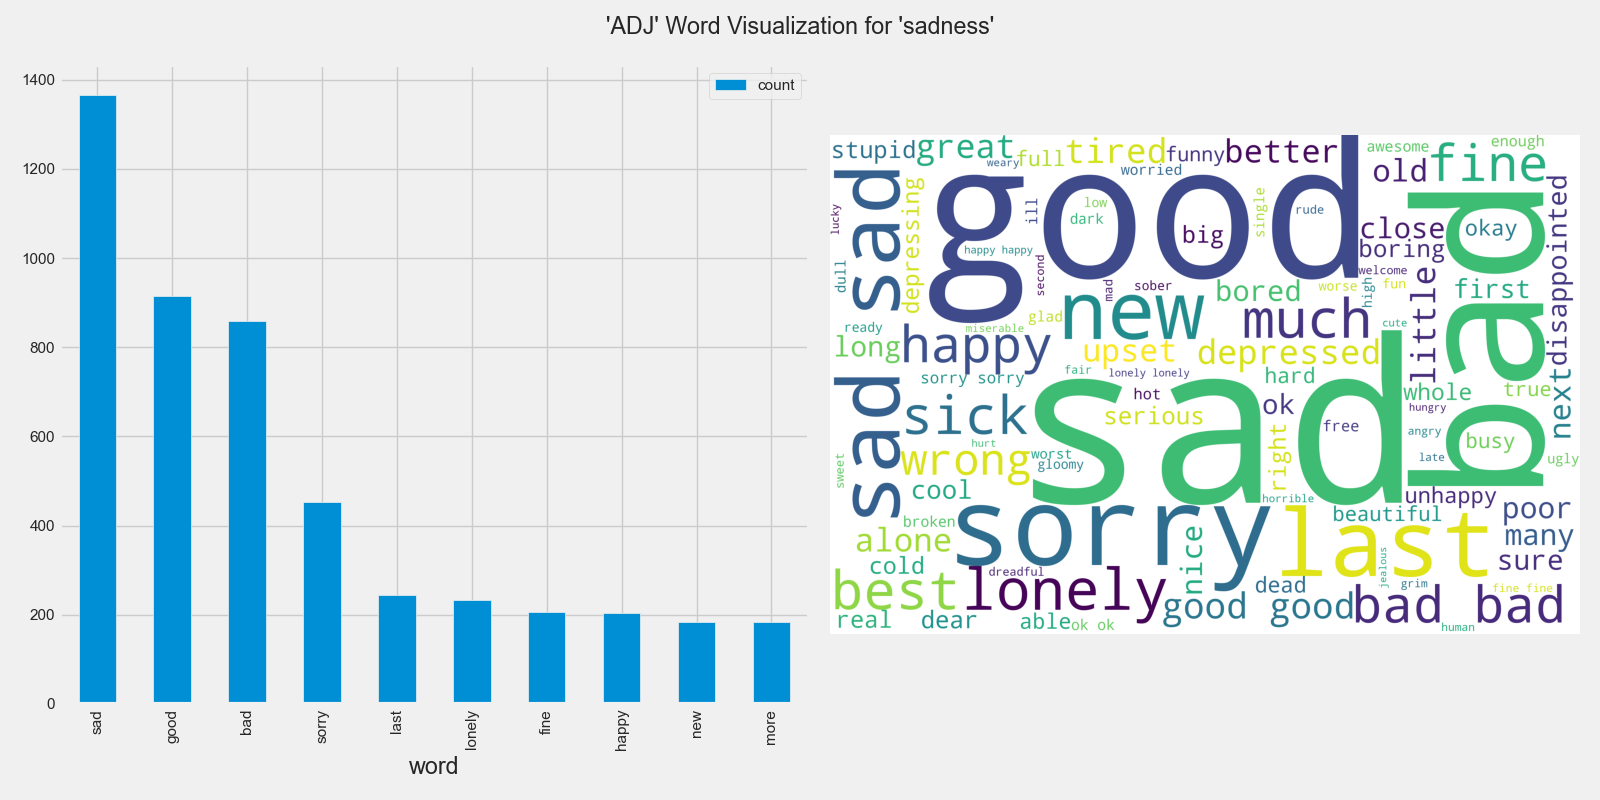 'ADJ' Word Visualization for 'sadness'
count
1400
1200
1000
800
600
400
200
0
sad
good
bad
sorry
last
lonely
fine
happy
new
more
word
stupid
great
weary
full
tired
funny
worried
better
awesome
enough
old
fine
sad
lucky
depressing
good
ill
low
dark
big
single
rude
close
boring
okay
disappointed
bad
dull
happy happy
second
mad
sober
worse
high
welcome
fun
little
first
bored
new
much
cute
ready
miserable
glad
long
happy
upset
depressed
next
sorry sorry
fair
lonely lonely
hot
hard
whole
true
sad
sick
serious
ok
free
hungry
angry
busy
sad
hurt
wrong
worst
gloomy
right
late
ugly
sweet
cool
horrible
unhappy
broken
sorry
beautiful
poor
alone
last
many
cold
dreadful
nice
jealous
sure
best
lonely
dead
grim
fine fine
good good
bad bad
real
dear
able
ok ok
human